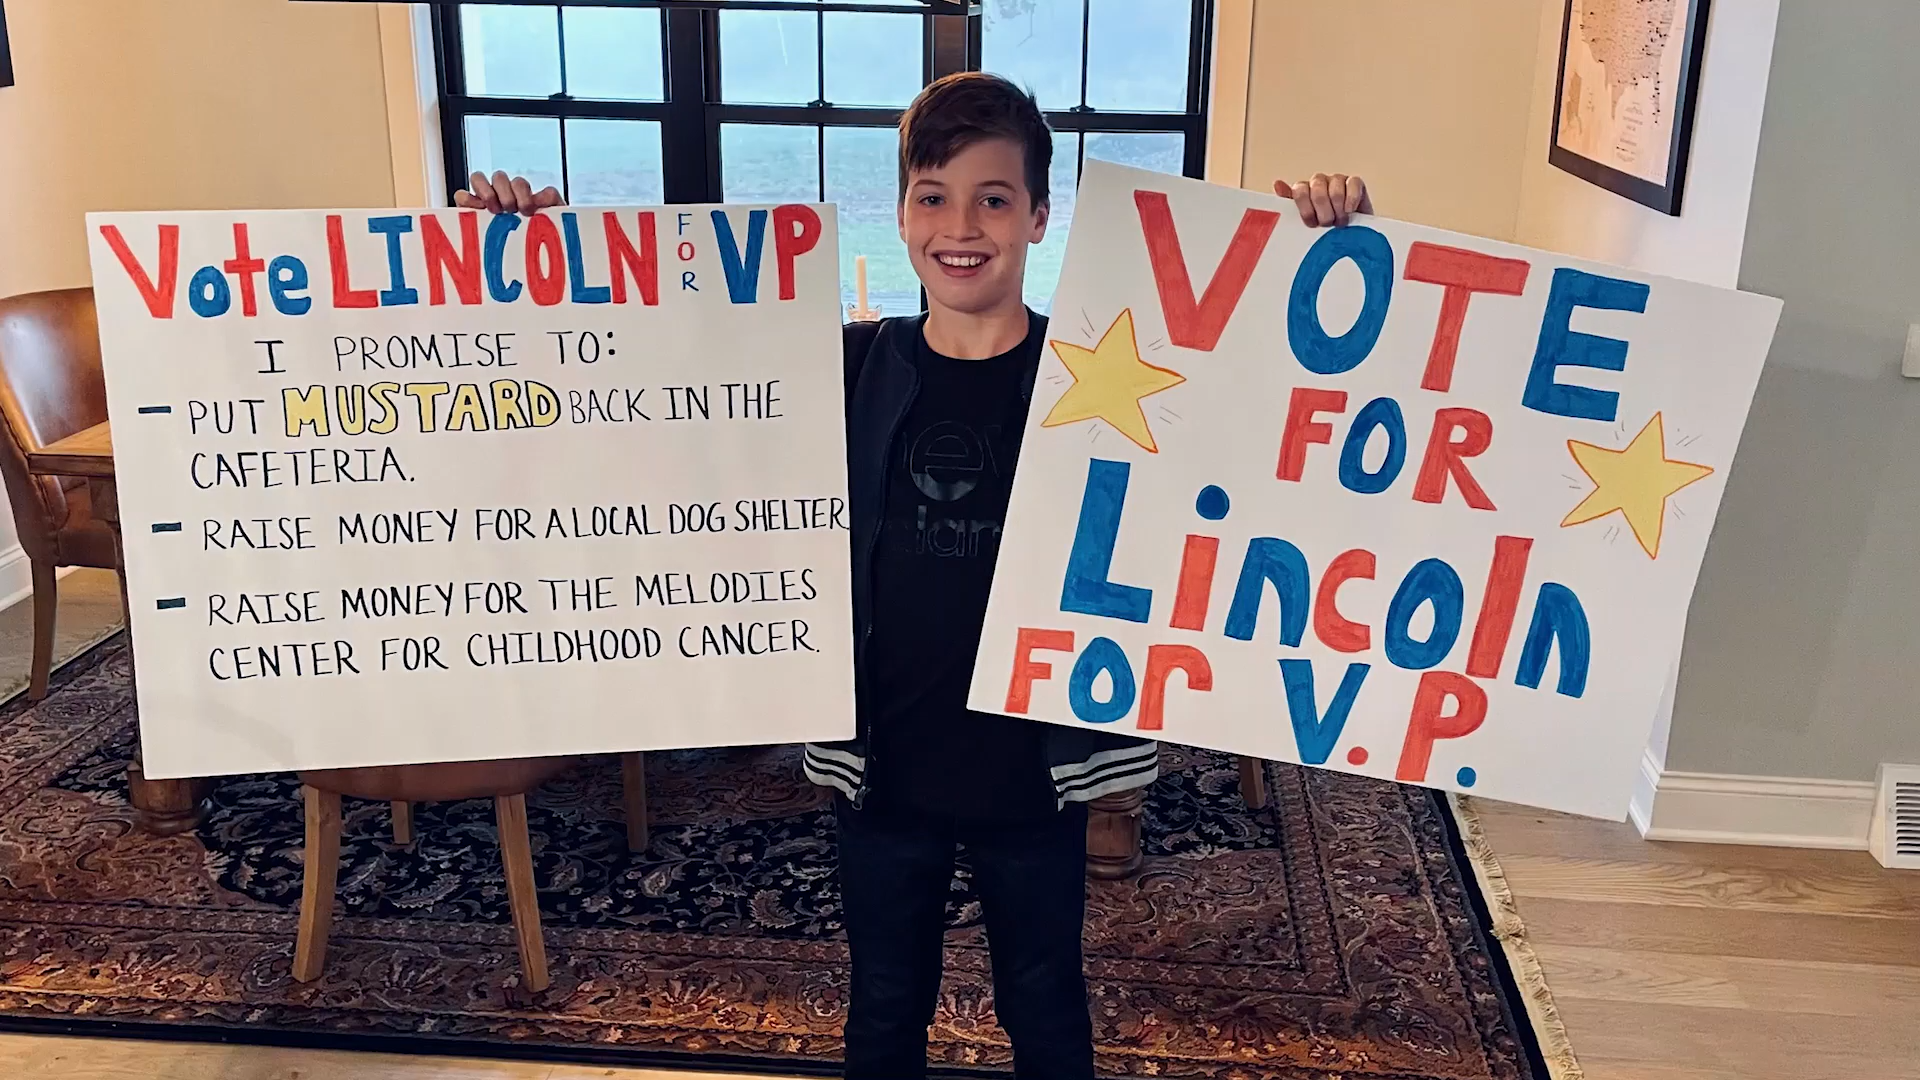 Vote LINCOLN FOR VP
I PROMISE TO:
- PUT MUSTARD BACK IN THE
CAFETERIA.
- RAISE MONEY FOR A LOCAL DOG SHELTER.
- RAISE MONEY FOR THE MELODIES
CENTER FOR CHILDHOOD CANCER.
VOTE
FOR
Lincoln
FOr V.P.